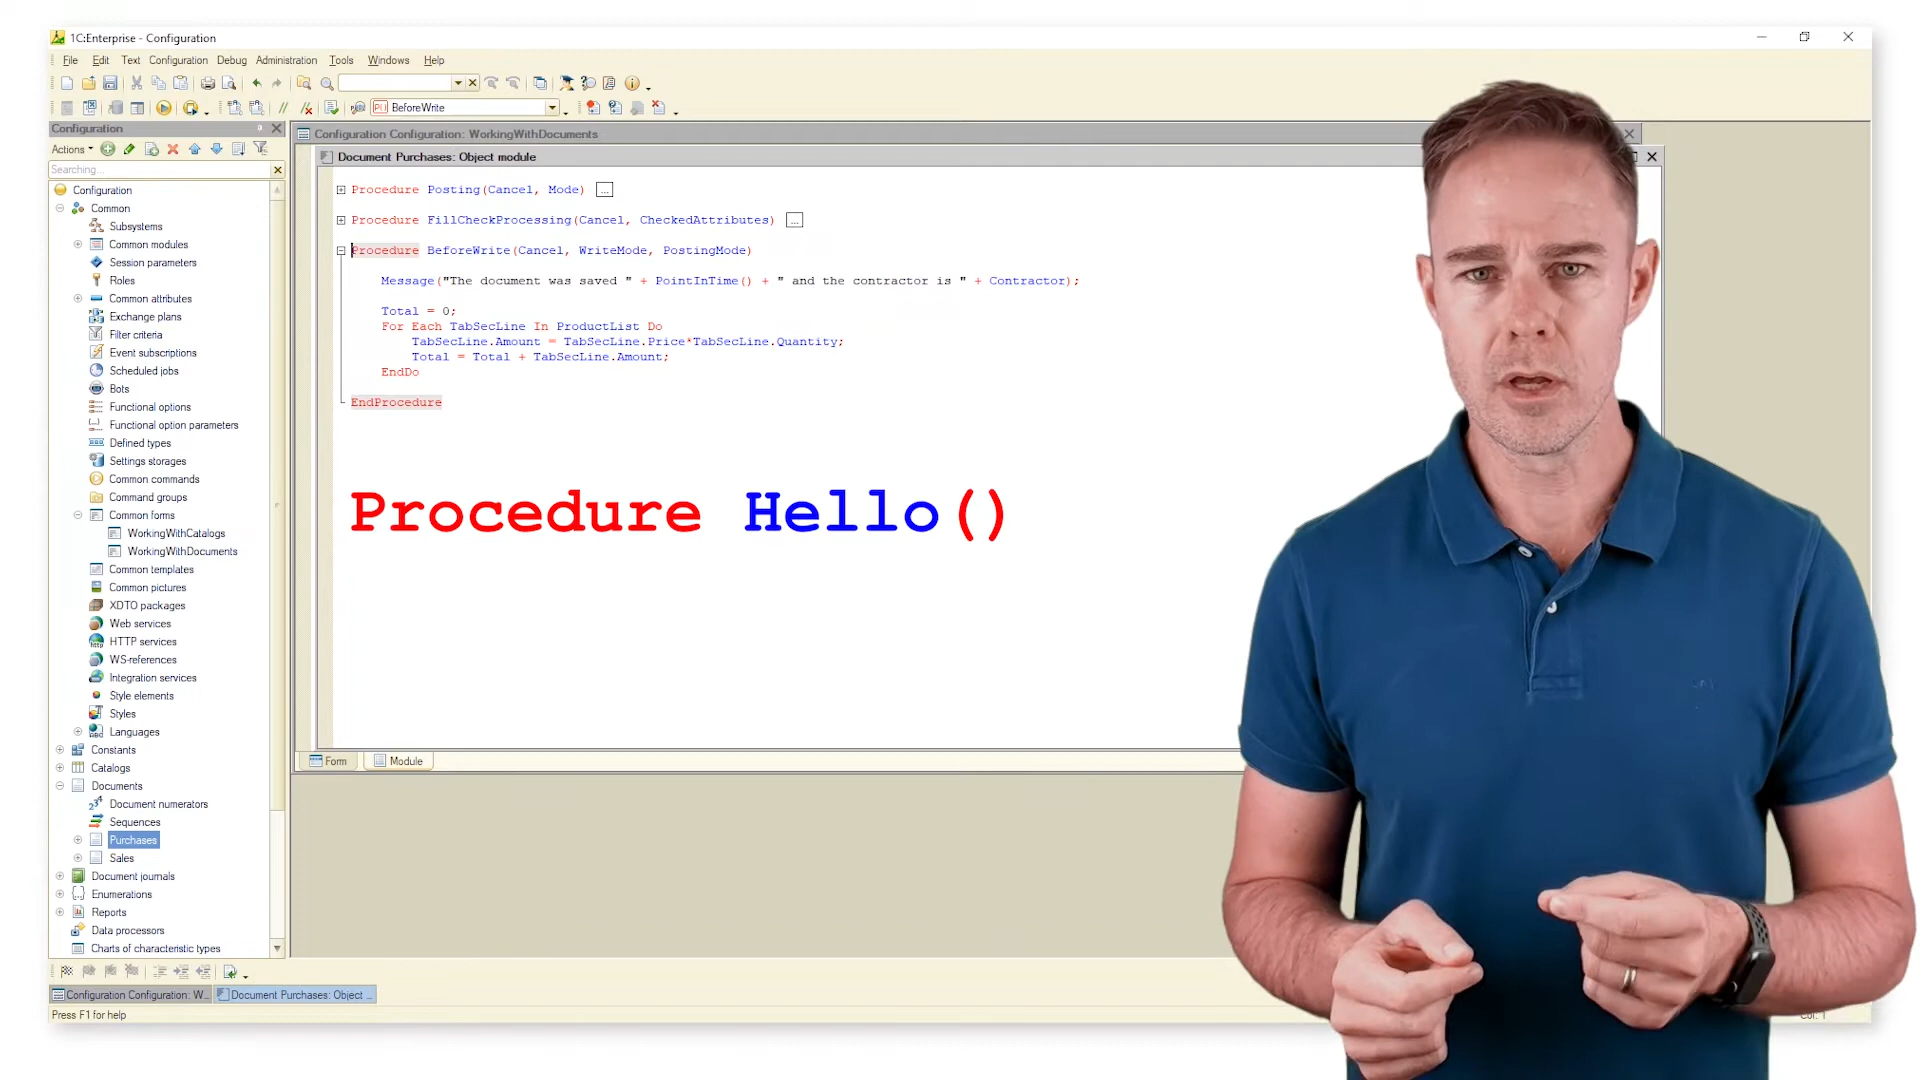 1C:Enterprise - Configuration
File Edit Text Configuration Debug Administration Tools Windows Help
BeforeWrite
Configuration
Configuration Configuration: WorkingWithDocuments
Actions
Document Purchases: Object module
Searching...
Configuration
Common
Subsystems
Common modules
Session parameters
Roles
Common attributes
Exchange plans
Filter criteria
Event subscriptions
Scheduled jobs
Bots
Functional options
Functional option parameters
Defined types
Settings storages
Common commands
Command groups
Common forms
WorkingWithCatalogs
WorkingWithDocuments
Common templates
Common pictures
XDTO packages
Web services
HTTP services
WS-references
Integration services
Style elements
Styles
Languages
Constants
Catalogs
Documents
Document numerators
Sequences
Purchases
Sales
Document journals
Enumerations
Reports
Data processors
Charts of characteristic types
Procedure Posting(Cancel, Mode) ...
Procedure FillCheckProcessing(Cancel, CheckedAttributes) ...
Procedure BeforeWrite(Cancel, WriteMode, PostingMode)
Message("The document was saved " + PointInTime() + " and the contractor is " + Contractor);
Total = 0;
For Each TabSecLine In ProductList Do
TabSecLine.Amount = TabSecLine.Price*TabSecLine.Quantity;
Total = Total + TabSecLine.Amount;
EndDo
EndProcedure
Procedure Hello()
Form Module
Configuration Configuration: W... Document Purchases: Object ...
Press F1 for help